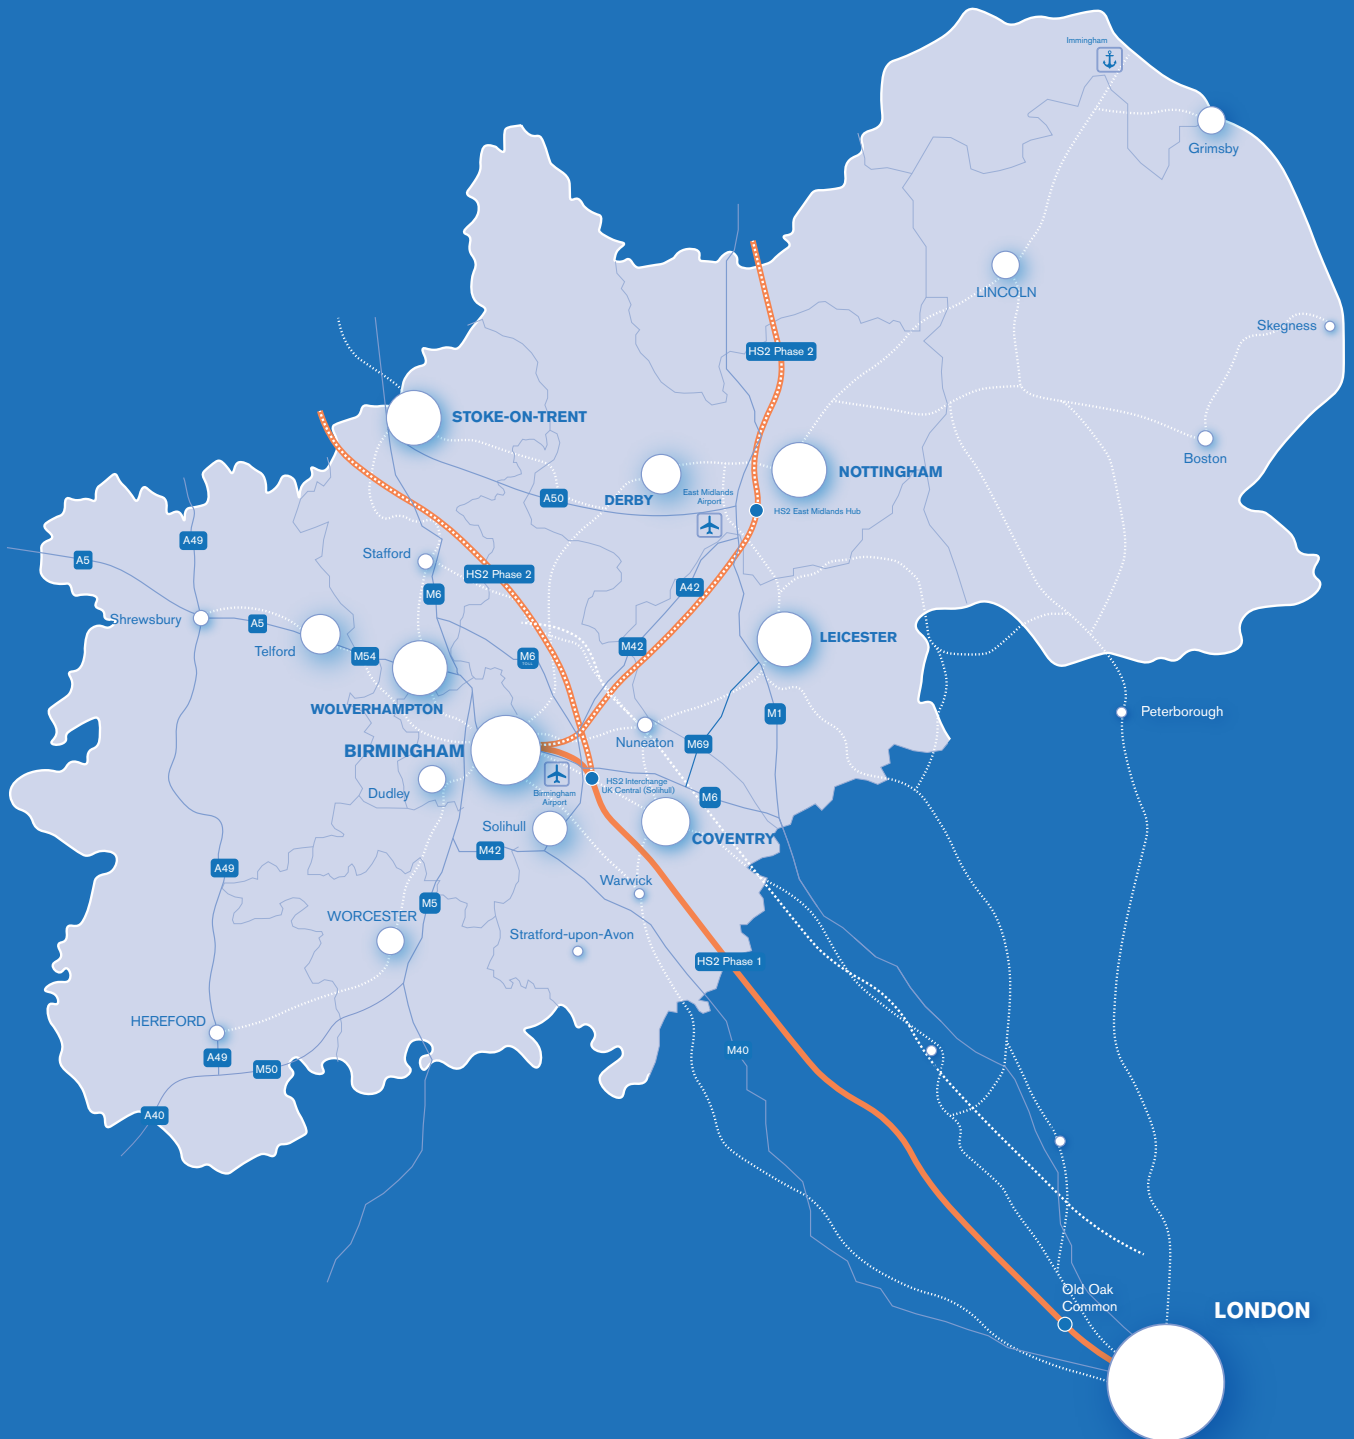 Immingham
Grimsby
LINCOLN
Skegness
HS2 Phase 2
STOKE-ON-TRENT
Boston
NOTTINGHAM
DERBY
East Midlands
Airport
A50
HS2 East Midlands Hub
A49
Stafford
A5
HS2 Phase 2
A42
M6
Shrewsbury
A5
Telford
M54
M6
TOLL
M42
LEICESTER
WOLVERHAMPTON
M1
Peterborough
BIRMINGHAM
Nuneaton
M69
Dudley
Birmingham
Airport
HS2 Interchange
UK Central (Solihull)
M6
Solihull
COVENTRY
M42
A49
Warwick
M5
WORCESTER
Stratford-upon-Avon
HS2 Phase 1
HEREFORD
A49
M50
M40
A40
Old Oak
Common
LONDON